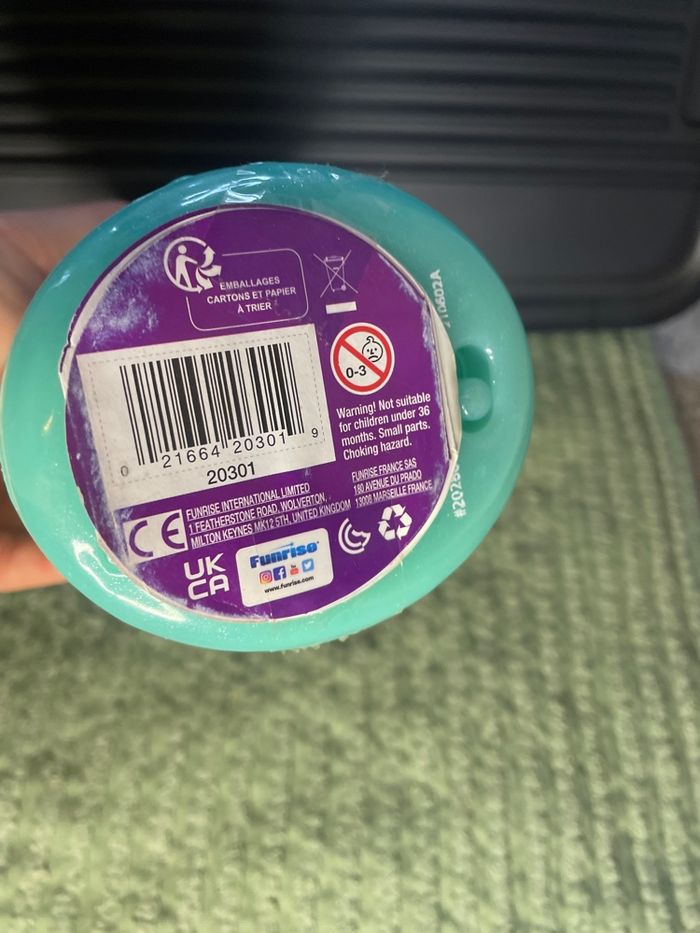 EMBALLAGES
CARTONS ET PAPIER
À TRIER
0 21664 20301 9
20301
0-3
Warning! Not suitable
for children under 36
months. Small parts.
Choking hazard.
CE
FUNRISE INTERNATIONAL LIMITED
1 FEATHERSTONE ROAD, WOLVERTON,
MILTON KEYNES MK12 5TH, UNITED KINGDOM
FUNRISE FRANCE SAS
180 AVENUE DU PRADO
13008 MARSEILLE FRANCE
UK
CA
Funrise
www.funrise.com
10602A